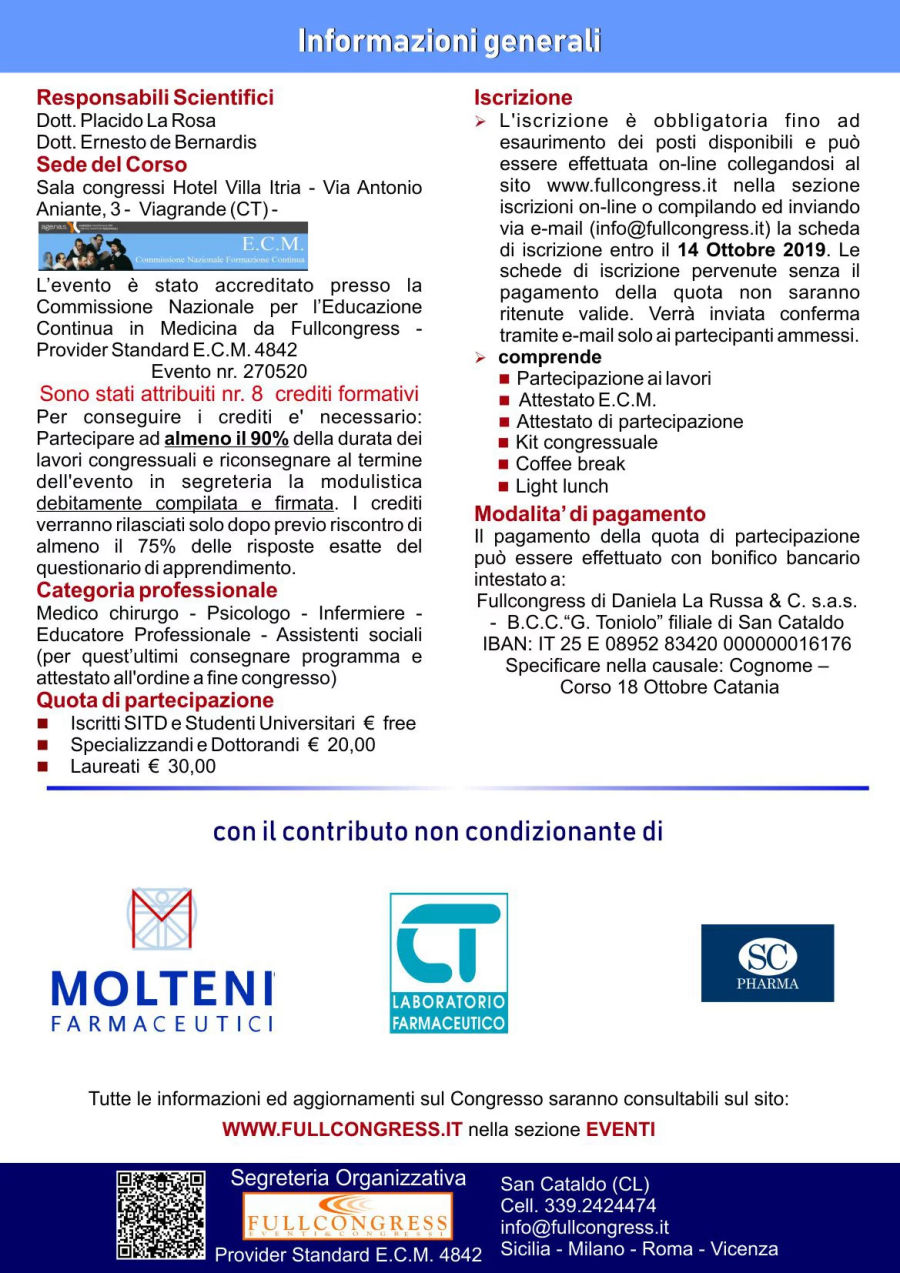 Informazioni generali
Responsabili Scientifici
Dott. Placido La Rosa
Dott. Ernesto de Bernardis
Sede del Corso
Sala congressi Hotel Villa Itria - Via Antonio
Aniante, 3 - Viagrande (CT) -
agenas.
E.C.M.
Commissione Nazionale Formazione Continua
L’evento è stato accreditato presso la
Commissione Nazionale per l’Educazione
Continua in Medicina da Fullcongress -
Provider Standard E.C.M. 4842
Evento nr. 270520
Sono stati attribuiti nr. 8 crediti formativi
Per conseguire i crediti e' necessario:
Partecipare ad almeno il 90% della durata dei
lavori congressuali e riconsegnare al termine
dell'evento in segreteria la modulistica
debitamente compilata e firmata. I crediti
verranno rilasciati solo dopo previo riscontro di
almeno il 75% delle risposte esatte del
questionario di apprendimento.
Categoria professionale
Medico chirurgo - Psicologo - Infermiere -
Educatore Professionale - Assistenti sociali
(per quest’ultimi consegnare programma e
attestato all'ordine a fine congresso)
Quota di partecipazione
Iscritti SITD e Studenti Universitari € free
Specializzandi e Dottorandi € 20,00
Laureati € 30,00
Iscrizione
L'iscrizione è obbligatoria fino ad
esaurimento dei posti disponibili e può
essere effettuata on-line collegandosi al
sito www.fullcongress.it nella sezione
iscrizioni on-line o compilando ed inviando
via e-mail (info@fullcongress.it) la scheda
di iscrizione entro il 14 Ottobre 2019. Le
schede di iscrizione pervenute senza il
pagamento della quota non saranno
ritenute valide. Verrà inviata conferma
tramite e-mail solo ai partecipanti ammessi.
comprende
Partecipazione ai lavori
Attestato E.C.M.
Attestato di partecipazione
Kit congressuale
Coffee break
Light lunch
Modalita’ di pagamento
Il pagamento della quota di partecipazione
può essere effettuato con bonifico bancario
intestato a:
Fullcongress di Daniela La Russa & C. s.a.s.
- B.C.C.“G. Toniolo” filiale di San Cataldo
IBAN: IT 25 E 08952 83420 000000016176
Specificare nella causale: Cognome –
Corso 18 Ottobre Catania
con il contributo non condizionante di
MOLTENI
FARMACEUTICI
CT
LABORATORIO
FARMACEUTICO
SC
PHARMA
Tutte le informazioni ed aggiornamenti sul Congresso saranno consultabili sul sito:
WWW.FULLCONGRESS.IT nella sezione EVENTI
Segreteria Organizzativa
FULLCONGRESS
EVENTI&CONGRESSI
Provider Standard E.C.M. 4842
San Cataldo (CL)
Cell. 339.2424474
info@fullcongress.it
Sicilia - Milano - Roma - Vicenza